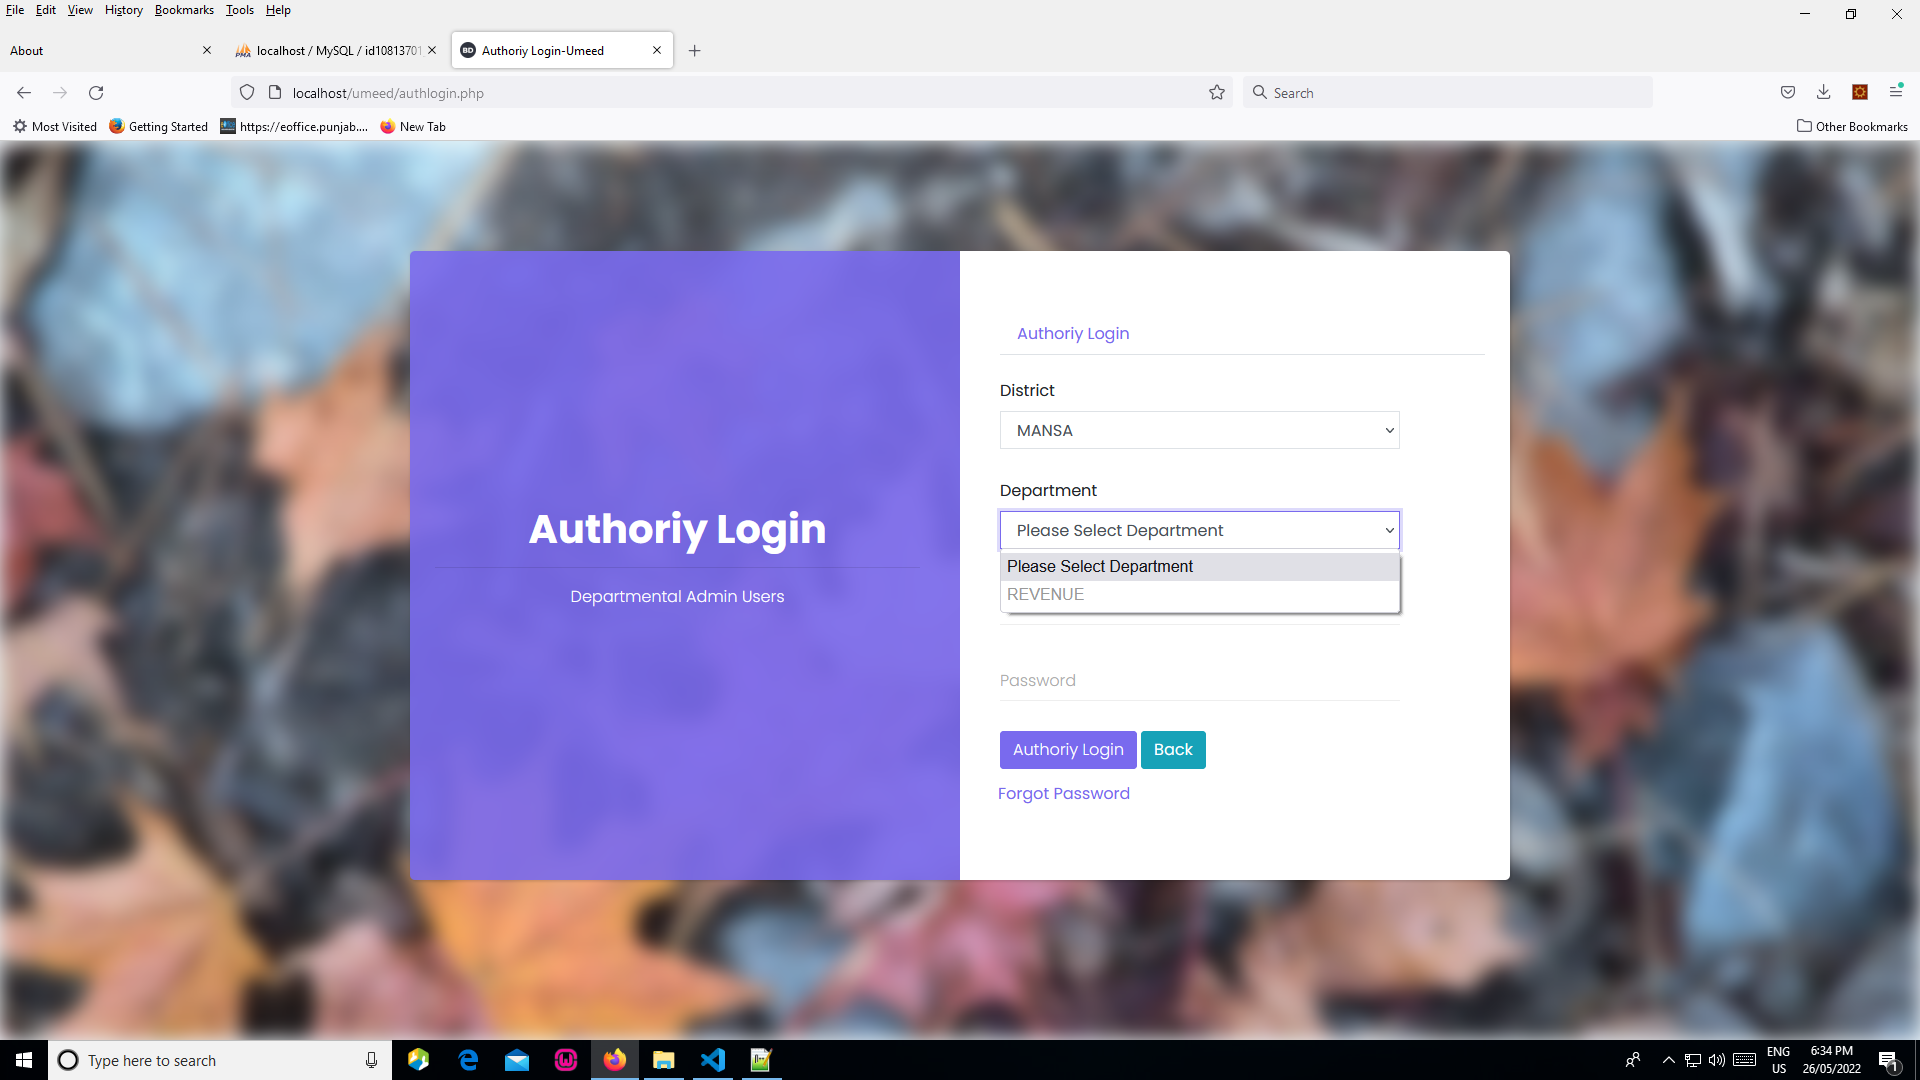 File Edit View History Bookmarks Tools Help
About
localhost / MySQL / id10813701
BD Authoriy Login-Umeed
localhost/umeed/authlogin.php
Search
Most Visited Getting Started https://eoffice.punjab.... New Tab Other Bookmarks
Authoriy Login
Departmental Admin Users
Authoriy Login
District
MANSA
Department
Please Select Department
Please Select Department
REVENUE
Password
Authoriy Login Back
Forgot Password
Type here to search
ENG
US
6:34 PM
26/05/2022
1